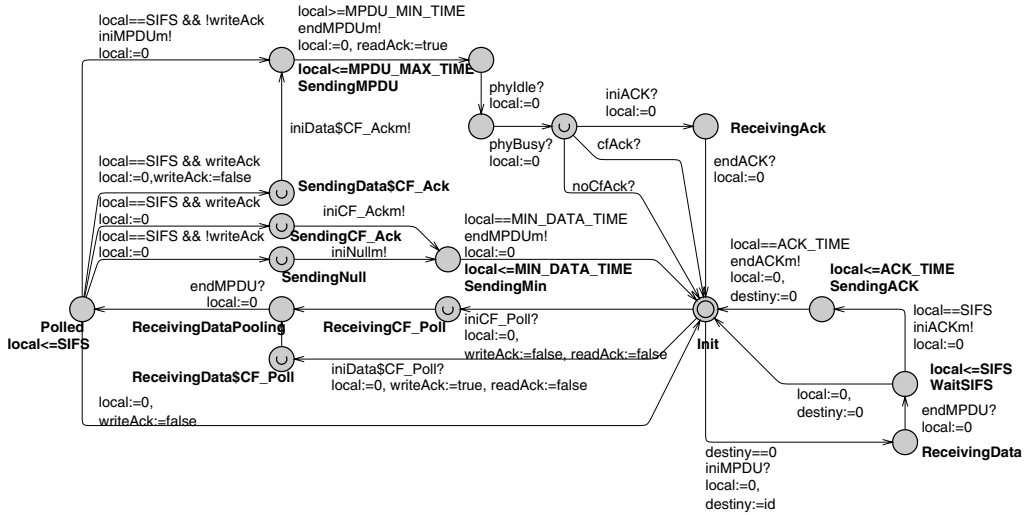 local==SIFS && !writeAck
iniMPDUm!
local:=0
local>=MPDU_MIN_TIME
endMPDUm!
local:=0, readAck:=true
local<=MPDU_MAX_TIME
SendingMPDU
phyIdle?
local:=0
iniACK?
local:=0
ReceivingAck
iniData$CF_Ackm!
phyBusy?
local:=0
cfAck?
endACK?
local:=0
local==SIFS && writeAck
local:=0,writeAck:=false
SendingData$CF_Ack
noCfAck?
local==SIFS && writeAck
local:=0
iniCF_Ackm!
SendingCF_Ack
local==MIN_DATA_TIME
endMPDUm!
local:=0
local==SIFS && !writeAck
local:=0
iniNullm!
SendingNull
local<=MIN_DATA_TIME
SendingMin
local==ACK_TIME
endACKm!
local:=0,
destiny:=0
local<=ACK_TIME
SendingACK
endMPDU?
local:=0
Polled
local<=SIFS
ReceivingDataPooling
ReceivingCF_Poll
iniCF_Poll?
local:=0,
writeAck:=false, readAck:=false
Init
local==SIFS
iniACKm!
local:=0
ReceivingData$CF_Poll
iniData$CF_Poll?
local:=0, writeAck:=true, readAck:=false
local<=SIFS
WaitSIFS
local:=0,
destiny:=0
local:=0,
writeAck:=false
endMPDU?
local:=0
ReceivingData
destiny==0
iniMPDU?
local:=0,
destiny:=id